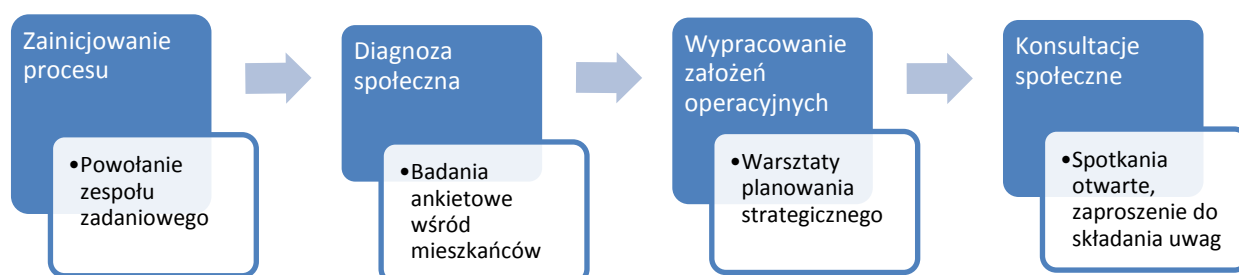 Zainicjowanie
procesu
•Powołanie
zespołu
zadaniowego
Diagnoza
społeczna
•Badania
ankietowe
wśród
mieszkańców
Wypracowanie
założeń
operacyjnych
•Warsztaty
planowania
strategicznego
Konsultacje
społeczne
•Spotkania
otwarte,
zaproszenie do
składania uwag